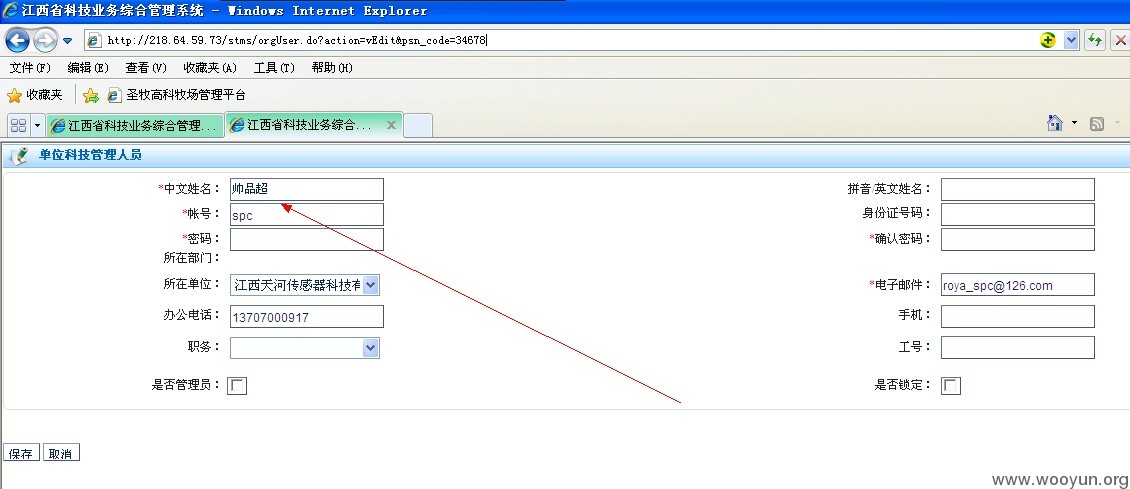 江西省科技业务综合管理系统 - Windows Internet Explorer
http://218.64.59.73/stms/orgUser.do?action=vEdit&psn_code=34678
文件(F) 编辑(E) 查看(V) 收藏夹(A) 工具(T) 帮助(H)
收藏夹 圣牧高科牧场管理平台
江西省科技业务综合管理... 江西省科技业务综合... X
单位科技管理人员
*中文姓名： 帅品超 拼音/英文姓名：
*帐号： spc 身份证号码：
*密码： *确认密码：
所在部门：
所在单位： 江西天河传感器科技有 *电子邮件： roya_spc@126.com
办公电话： 13707000917 手机：
职务： 工号：
是否管理员： 是否锁定：
保存 取消
www.wooyun.org